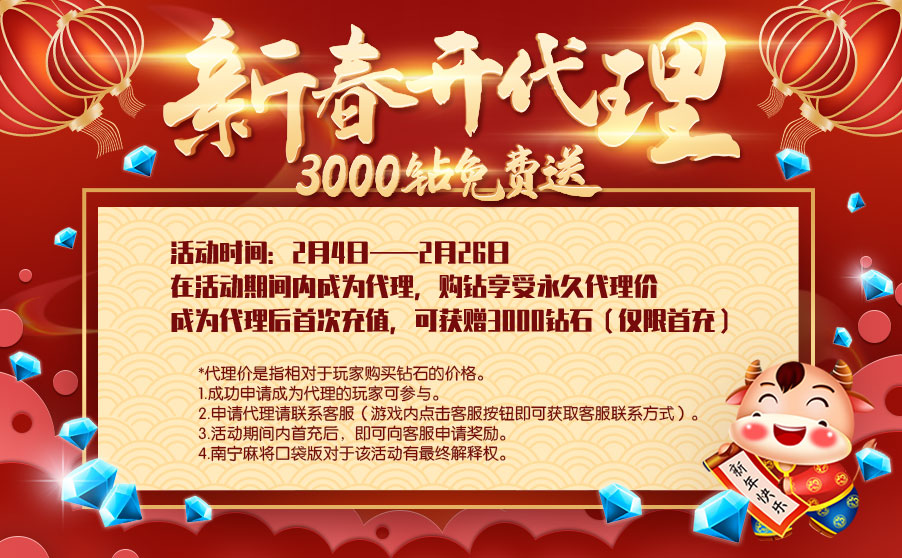 新春开代理
3000钻免费送
活动时间：2月4日——2月26日
在活动期间内成为代理，购钻享受永久代理价
成为代理后首次充值，可获赠3000钻石（仅限首充）
*代理价是指相对于玩家购买钻石的价格。
1.成功申请成为代理的玩家可参与。
2.申请代理请联系客服（游戏内点击客服按钮即可获取客服联系方式）。
3.活动期间内首充后，即可向客服申请奖励。
4.南宁麻将口袋版对于该活动有最终解释权。
新年快乐